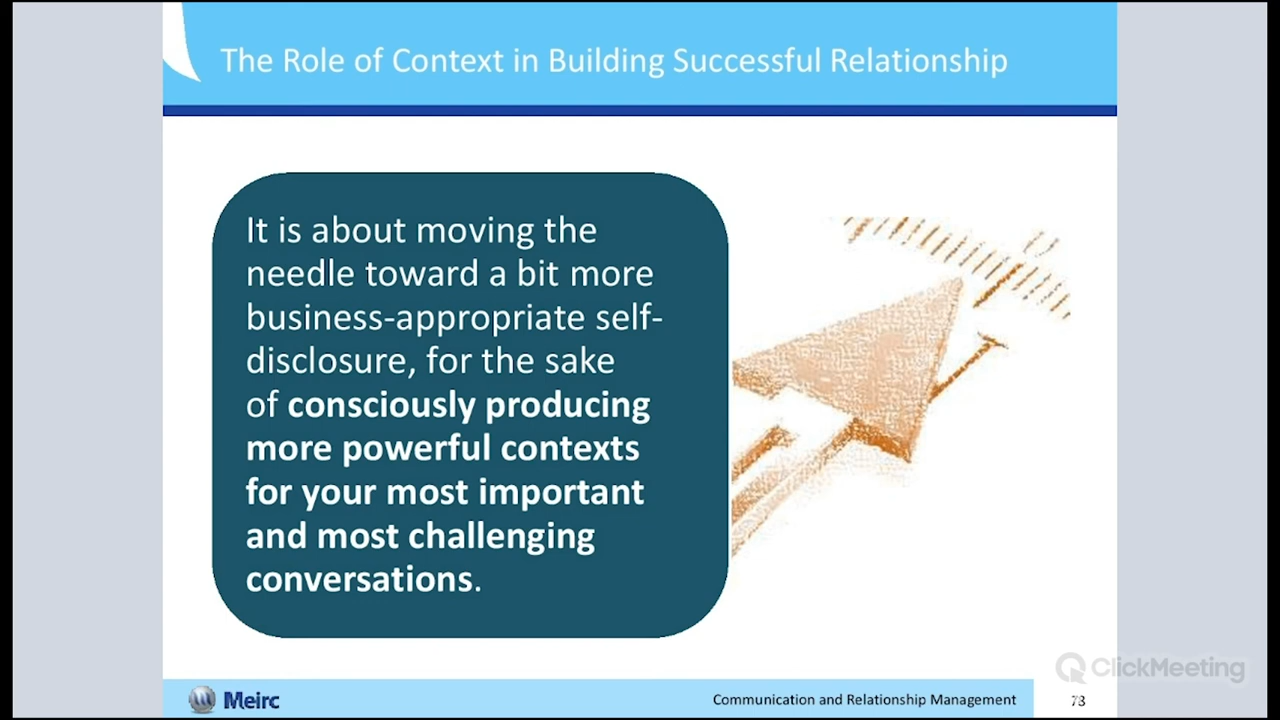 The Role of Context in Building Successful Relationship
It is about moving the
needle toward a bit more
business-appropriate self-
disclosure, for the sake
of consciously producing
more powerful contexts
for your most important
and most challenging
conversations.
ClickMeeting
Meirc
Communication and Relationship Management
73